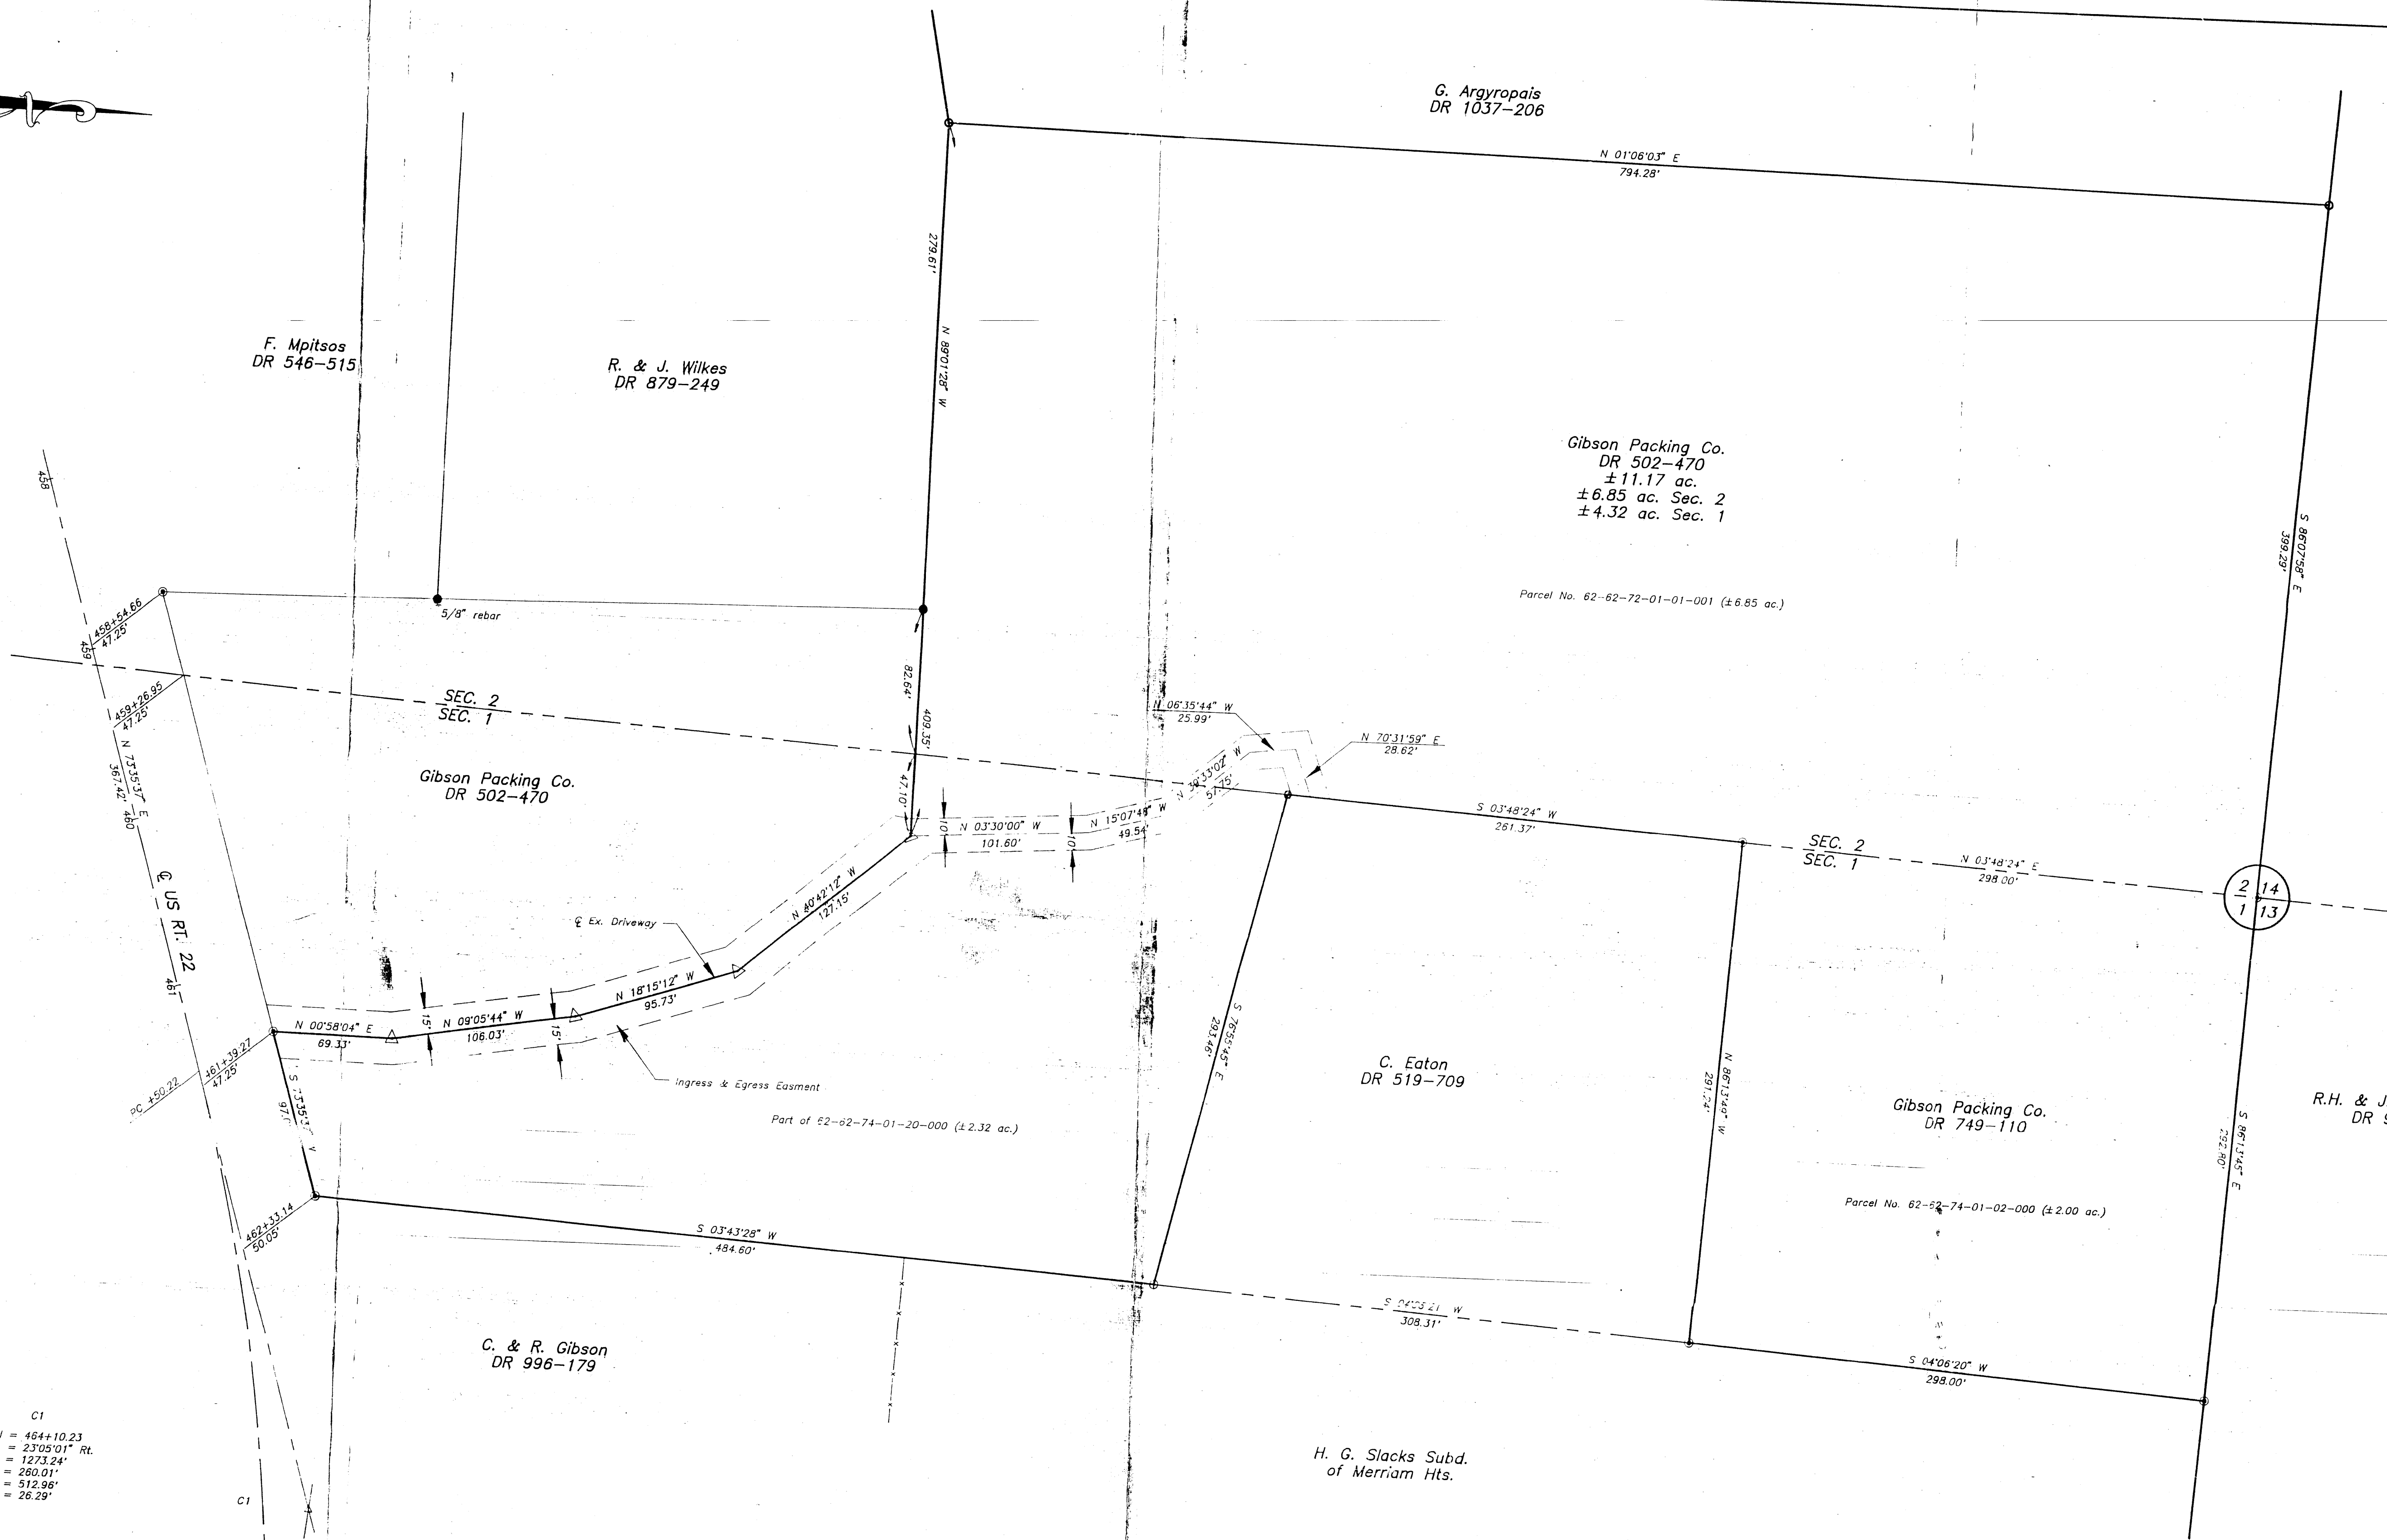 G. Argyropais
DR 1037-206
N 01°06'03" E
794.28'
279.61'
N 89°01'28" W
F. Mpitsos
DR 546-515
R. & J. Wilkes
DR 879-249
Gibson Packing Co.
DR 502-470
±11.17 ac.
±6.85 ac. Sec. 2
±4.32 ac. Sec. 1
S 86°07'58" E
399.29'
Parcel No. 62-62-72-01-01-001 (±6.85 ac.)
458
458+54.66
47.25'
459
5/8" rebar
459+26.95
47.25'
SEC. 2
SEC. 1
82.64'
409.35'
47.10'
N 73°35'37" E
367.42'
460
Gibson Packing Co.
DR 502-470
N 06°35'44" W
25.99'
N 70°31'59" E
28.62'
57.75'
N 15°07'48" W
49.54'
10'
N 03°30'00" W
101.60'
10'
S 03°48'24" W
261.37'
SEC. 2
SEC. 1
N 03°48'24" E
298.00'
2 14
1 13
℄ US RT. 22
461
℄ Ex. Driveway
N 40°42'12" W
127.15'
N 18°15'12" W
95.73'
N 09°05'44" W
106.03'
15'
15'
N 00°58'04" E
69.33'
461+39.27
47.25'
PC +50.22
Ingress & Egress Easment
S 76°55'45" E
293.46'
C. Eaton
DR 519-709
N 86°13'49" W
291.24'
Gibson Packing Co.
DR 749-110
S 86°13'45" E
292.80'
R.H. & J.
DR
Part of 62-62-74-01-20-000 (±2.32 ac.)
Parcel No. 62-62-74-01-02-000 (±2.00 ac.)
462+33.14
50.05'
S 03°43'28" W
484.60'
308.31'
S 04°06'20" W
298.00'
C. & R. Gibson
DR 996-179
H. G. Slacks Subd.
of Merriam Hts.
C1
= 464+10.23
= 23°05'01" Rt.
= 1273.24'
= 260.01'
= 512.96'
= 26.29'
C1